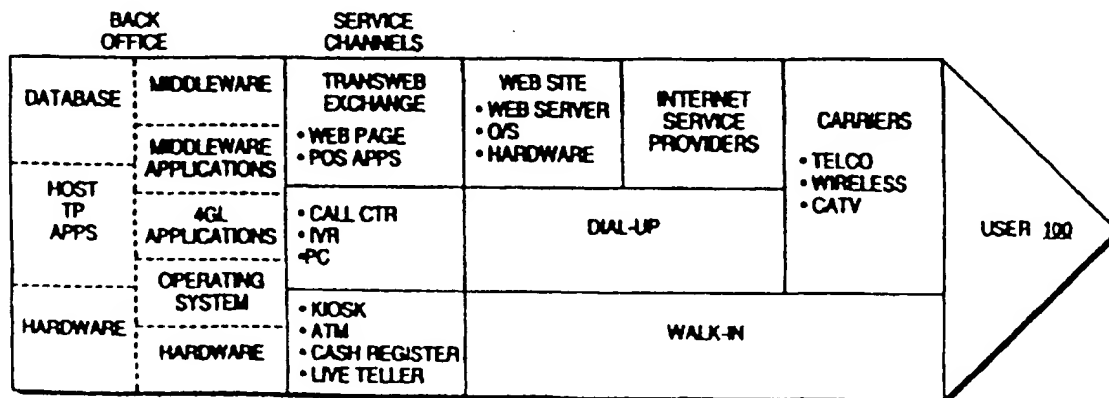 BACK
OFFICE
SERVICE
CHANNELS
DATABASE
HOST
TP
APPS
HARDWARE
MIDDLEWARE
MIDDLEWARE
APPLICATIONS
4GL
APPLICATIONS
OPERATING
SYSTEM
HARDWARE
TRANSWEB
EXCHANGE
• WEB PAGE
• POS APPS
• CALL CTR
• IVR
•PC
• KIOSK
• ATM
• CASH REGISTER
• LIVE TELLER
WEB SITE
• WEB SERVER
• O/S
• HARDWARE
INTERNET
SERVICE
PROVIDERS
DIAL-UP
WALK-IN
CARRIERS
• TELCO
• WIRELESS
• CATV
USER 100